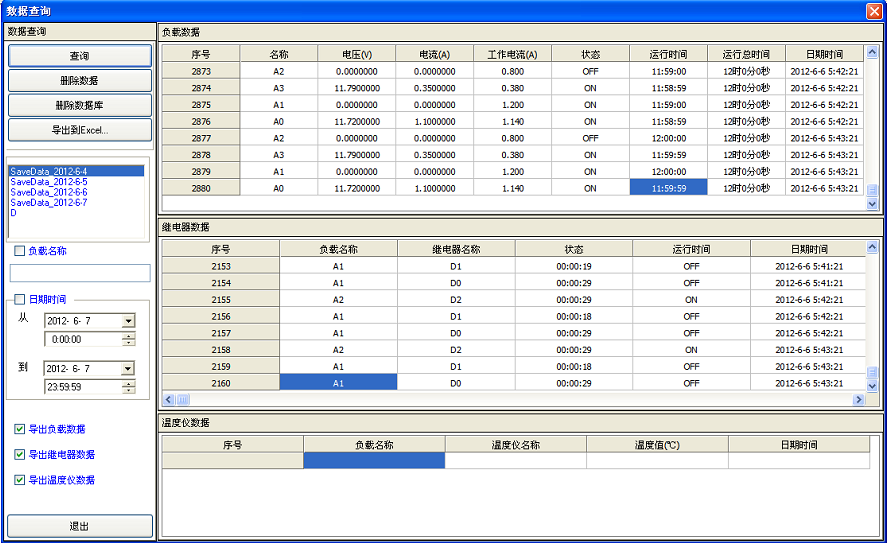 数据查询
数据查询
查询
删除数据
删除数据库
导出到Excel...
SaveData_2012-6-4
SaveData_2012-6-5
SaveData_2012-6-6
SaveData_2012-6-7
D
负载名称
日期时间
从 2012- 6- 7
0:00:00
到 2012- 6- 7
23:59:59
导出负载数据
导出继电器数据
导出温度仪数据
退出
负载数据
序号 名称 电压(V) 电流(A) 工作电流(A) 状态 运行时间 运行总时间 日期时间
2873 A2 0.0000000 0.0000000 0.800 OFF 11:59:00 12时0分0秒 2012-6-6 5:42:21
2874 A3 11.7900000 0.3500000 0.380 ON 11:58:59 12时0分0秒 2012-6-6 5:42:21
2875 A1 0.0000000 0.0000000 1.200 ON 11:59:00 12时0分0秒 2012-6-6 5:42:21
2876 A0 11.7200000 1.1000000 1.140 ON 11:58:59 12时0分0秒 2012-6-6 5:42:21
2877 A2 0.0000000 0.0000000 0.800 OFF 12:00:00 12时0分0秒 2012-6-6 5:43:21
2878 A3 11.7900000 0.3500000 0.380 ON 11:59:59 12时0分0秒 2012-6-6 5:43:21
2879 A1 0.0000000 0.0000000 1.200 ON 12:00:00 12时0分0秒 2012-6-6 5:43:21
2880 A0 11.7200000 1.1000000 1.140 ON 11:59:59 12时0分0秒 2012-6-6 5:43:21
继电器数据
序号 负载名称 继电器名称 状态 运行时间 日期时间
2153 A1 D1 00:00:19 OFF 2012-6-6 5:41:21
2154 A1 D0 00:00:29 OFF 2012-6-6 5:41:21
2155 A2 D2 00:00:29 ON 2012-6-6 5:42:21
2156 A1 D1 00:00:18 OFF 2012-6-6 5:42:21
2157 A1 D0 00:00:29 OFF 2012-6-6 5:42:21
2158 A2 D2 00:00:29 ON 2012-6-6 5:43:21
2159 A1 D1 00:00:18 OFF 2012-6-6 5:43:21
2160 A1 D0 00:00:29 OFF 2012-6-6 5:43:21
温度仪数据
序号 负载名称 温度仪名称 温度值(℃) 日期时间